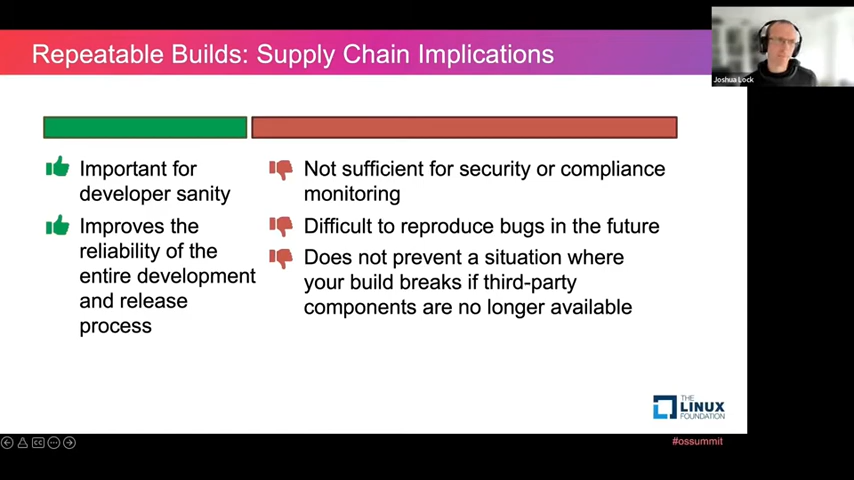 Repeatable Builds: Supply Chain Implications
Joshua Lock
Important for
developer sanity
Improves the
reliability of the
entire development
and release
process
Not sufficient for security or compliance
monitoring
Difficult to reproduce bugs in the future
Does not prevent a situation where
your build breaks if third-party
components are no longer available
THE
LINUX
FOUNDATION
CC
#ossummit